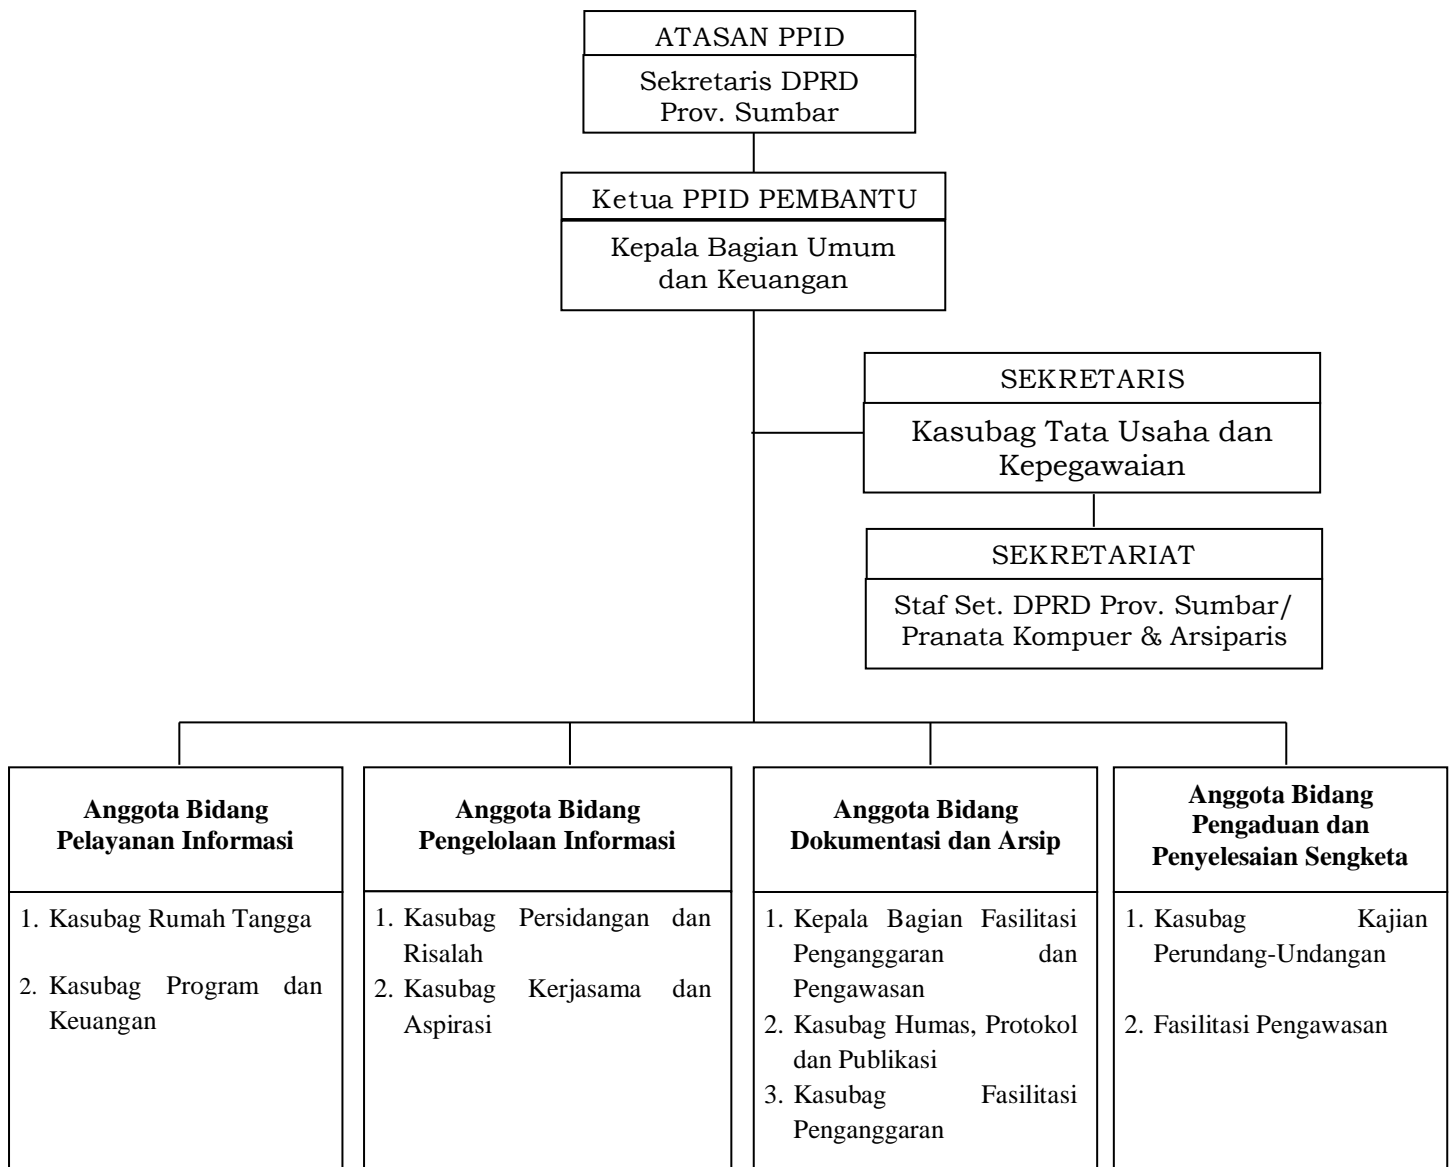 ATASAN PPID
Sekretaris DPRD
Prov. Sumbar
Ketua PPID PEMBANTU
Kepala Bagian Umum
dan Keuangan
SEKRETARIS
Kasubag Tata Usaha dan
Kepegawaian
SEKRETARIAT
Staf Set. DPRD Prov. Sumbar/
Pranata Kompuer & Arsiparis
Anggota Bidang
Pelayanan Informasi
1. Kasubag Rumah Tangga
2. Kasubag Program dan
Keuangan
Anggota Bidang
Pengelolaan Informasi
1. Kasubag Persidangan dan
Risalah
2. Kasubag Kerjasama dan
Aspirasi
Anggota Bidang
Dokumentasi dan Arsip
1. Kepala Bagian Fasilitasi
Penganggaran dan
Pengawasan
2. Kasubag Humas, Protokol
dan Publikasi
3. Kasubag Fasilitasi
Penganggaran
Anggota Bidang
Pengaduan dan
Penyelesaian Sengketa
1. Kasubag Kajian
Perundang-Undangan
2. Fasilitasi Pengawasan